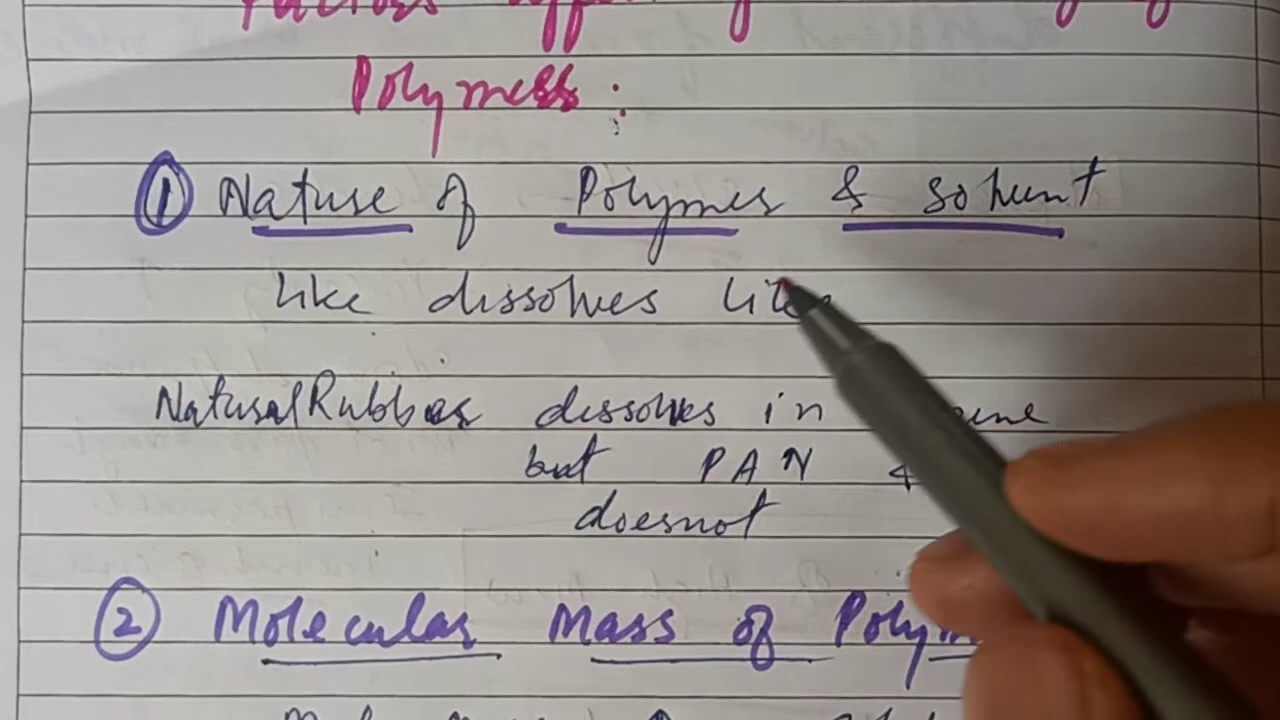 of
Polymers :
① Nature of Polymer & solvent
Like dissolves like
Natural Rubber dissolves in
but PAN &
doesnot
② Molecular Mass of